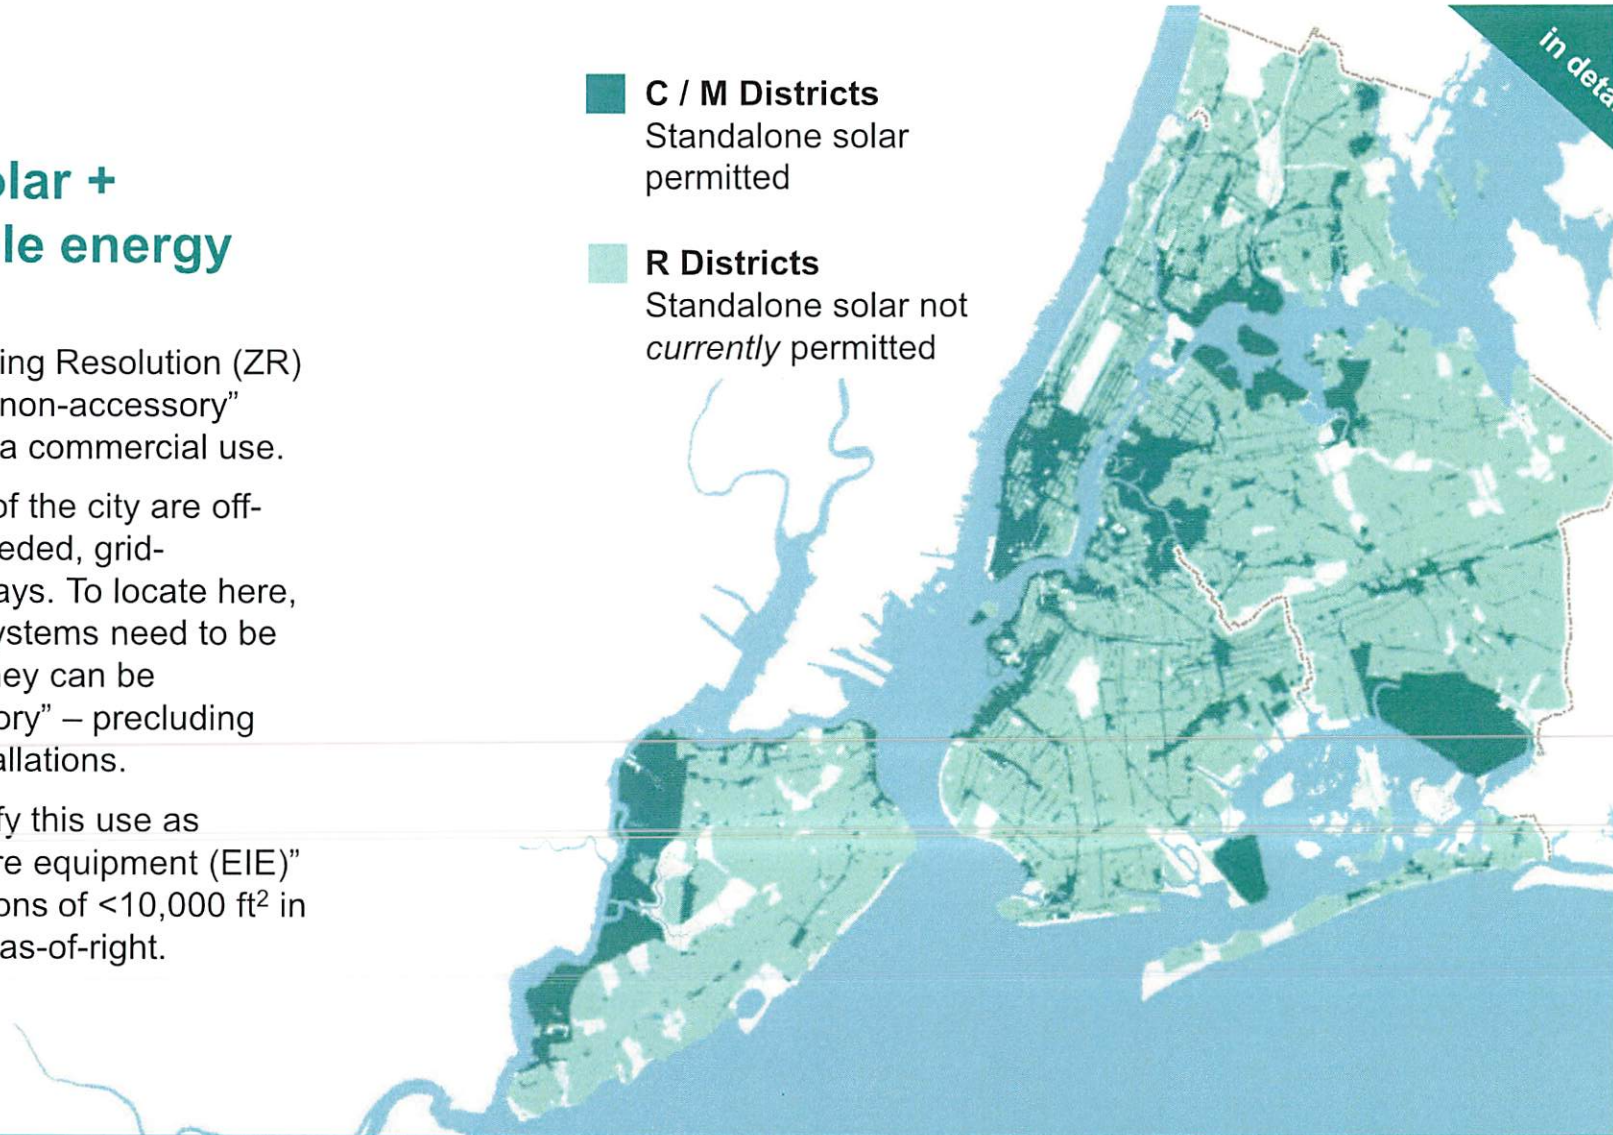 olar +
le energy
ing Resolution (ZR)
non-accessory”
a commercial use.
of the city are off-
eded, grid-
ays. To locate here,
ystems need to be
ey can be
ory” – precluding
allations.
fy this use as
re equipment (EIE)”
ons of <10,000 ft² in
as-of-right.
C / M Districts
Standalone solar
permitted
R Districts
Standalone solar not
currently permitted
in deta